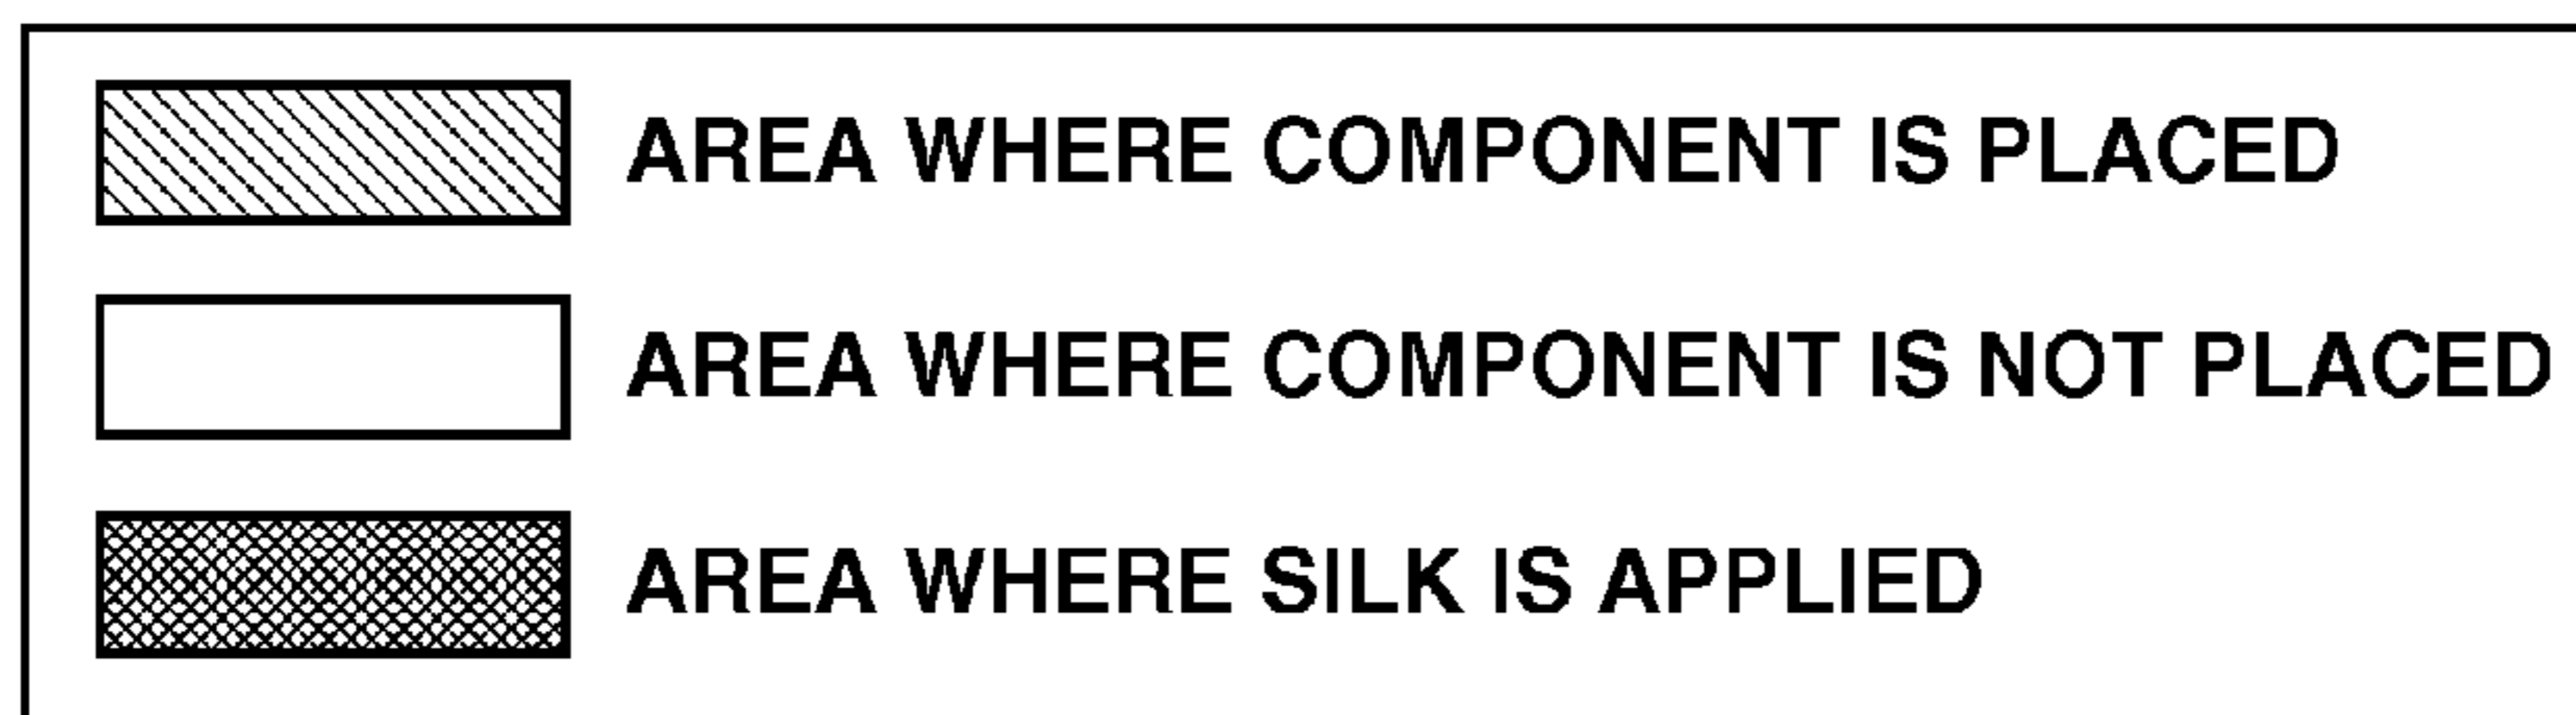 AREA WHERE COMPONENT IS PLACED
AREA WHERE COMPONENT IS NOT PLACED
AREA WHERE SILK IS APPLIED